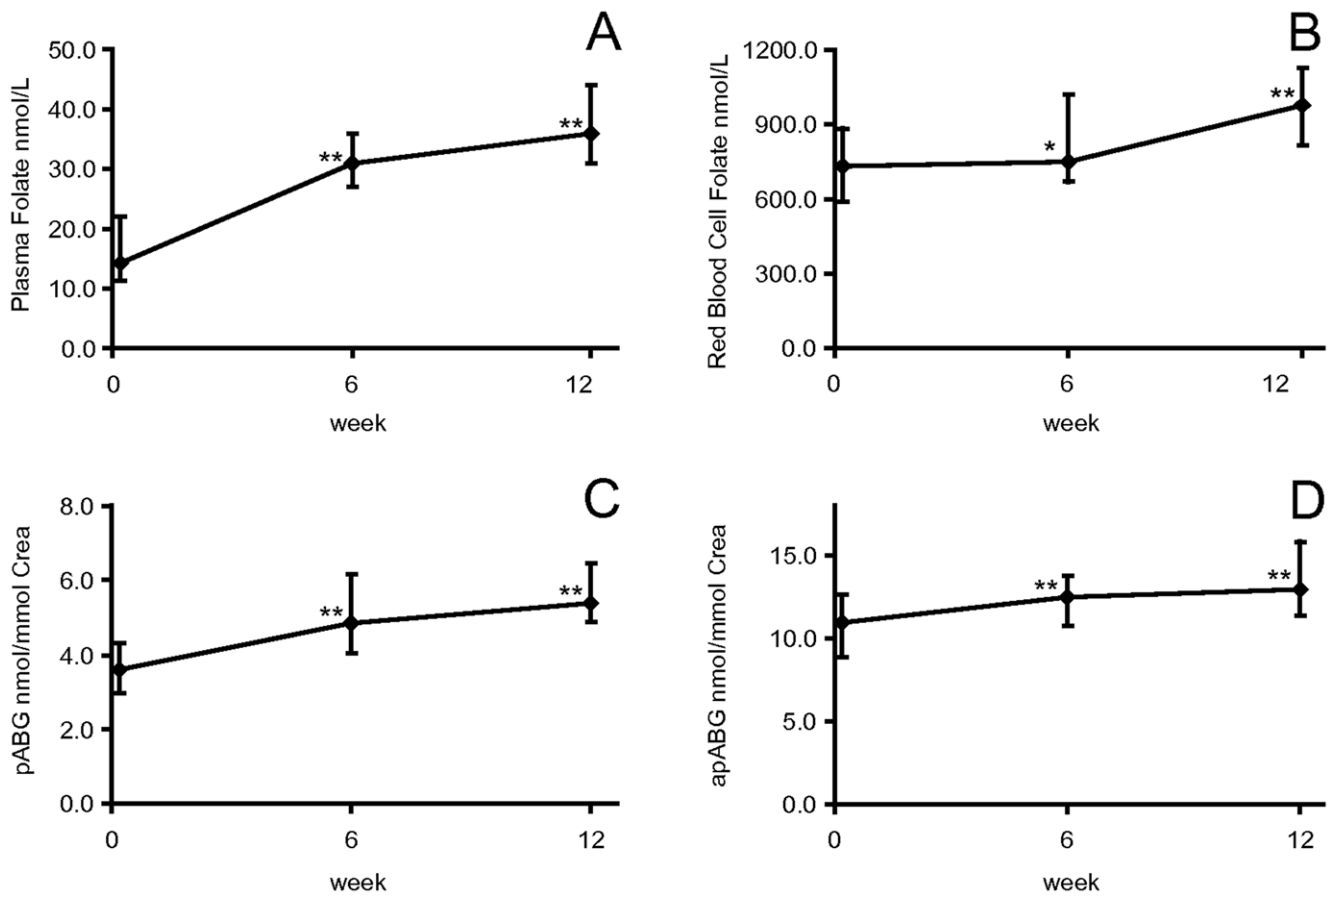 A
Plasma Folate nmol/L
50.0
40.0
30.0
20.0
10.0
0.0
**
**
0 6 12
week
B
Red Blood Cell Folate nmol/L
1200.0
900.0
600.0
300.0
0.0
*
**
0 6 12
week
C
pABG nmol/mmol Crea
8.0
6.0
4.0
2.0
0.0
**
**
0 6 12
week
D
apABG nmol/mmol Crea
15.0
10.0
5.0
0.0
**
**
0 6 12
week